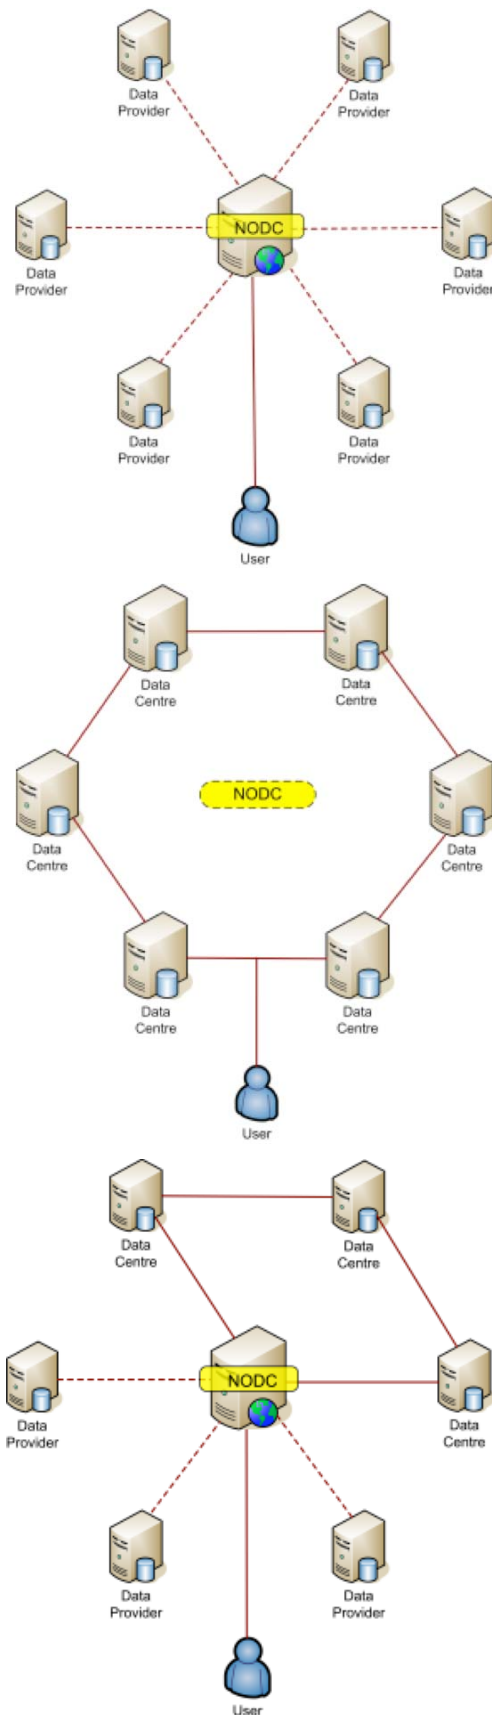 Data
Provider
Data
Provider
NODC
Data
Provider
Data
Provider
Data
Provider
Data
Provider
User
Data
Centre
Data
Centre
NODC
Data
Centre
Data
Centre
Data
Centre
Data
Centre
User
Data
Centre
Data
Centre
NODC
Data
Provider
Data
Centre
Data
Provider
Data
Provider
User